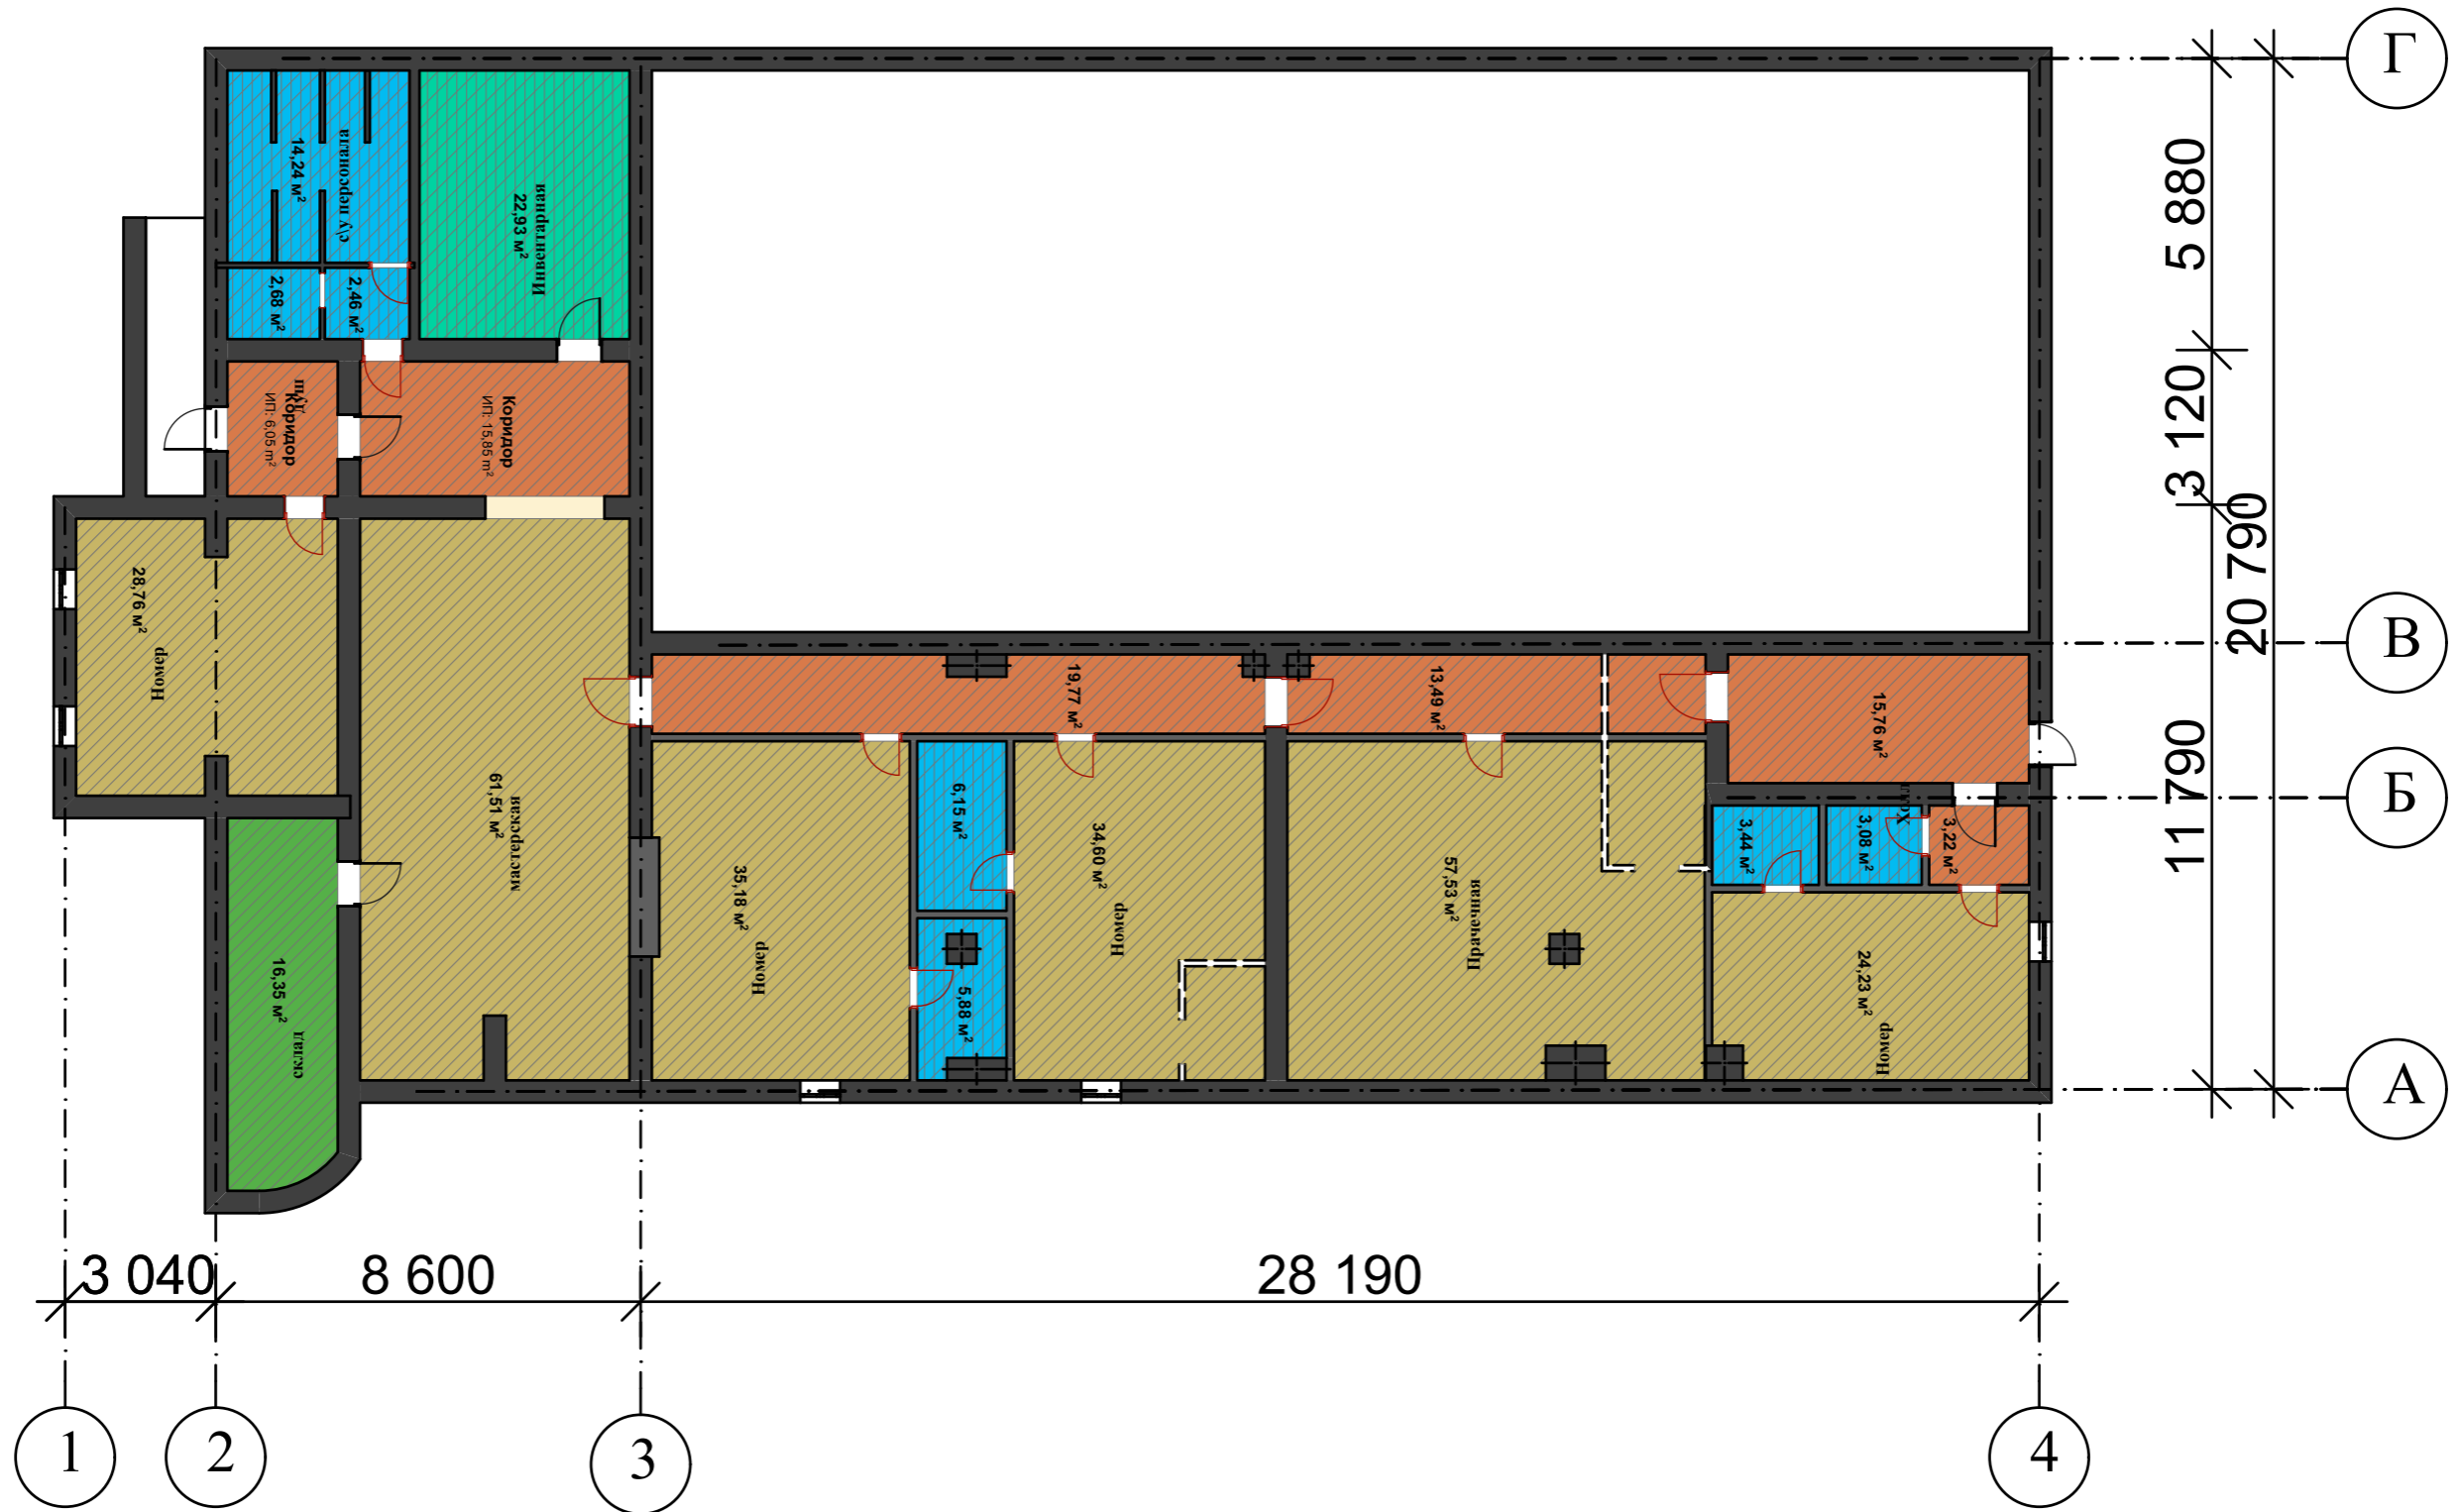 Г
5 880
14,24 м²
с\у персонала
22,93 м²
Инвентарная
2,68 м²
2,46 м²
3 120
Коридор
ИП: 6,05 m²
Коридор
ИП: 15,85 m²
20 790
28,76 м²
Номер
В
19,77 м²
13,49 м²
15,76 м²
11 790
61,51 м²
маскретская
Б
6,15 м²
34,60 м²
Номер
35,18 м²
Номер
57,53 м²
Прачечная
3,44 м²
3,08 м²
3,22 м²
Холл
16,35 м²
склад
5,88 м²
24,23 м²
Номер
А
3 040
8 600
28 190
1
2
3
4